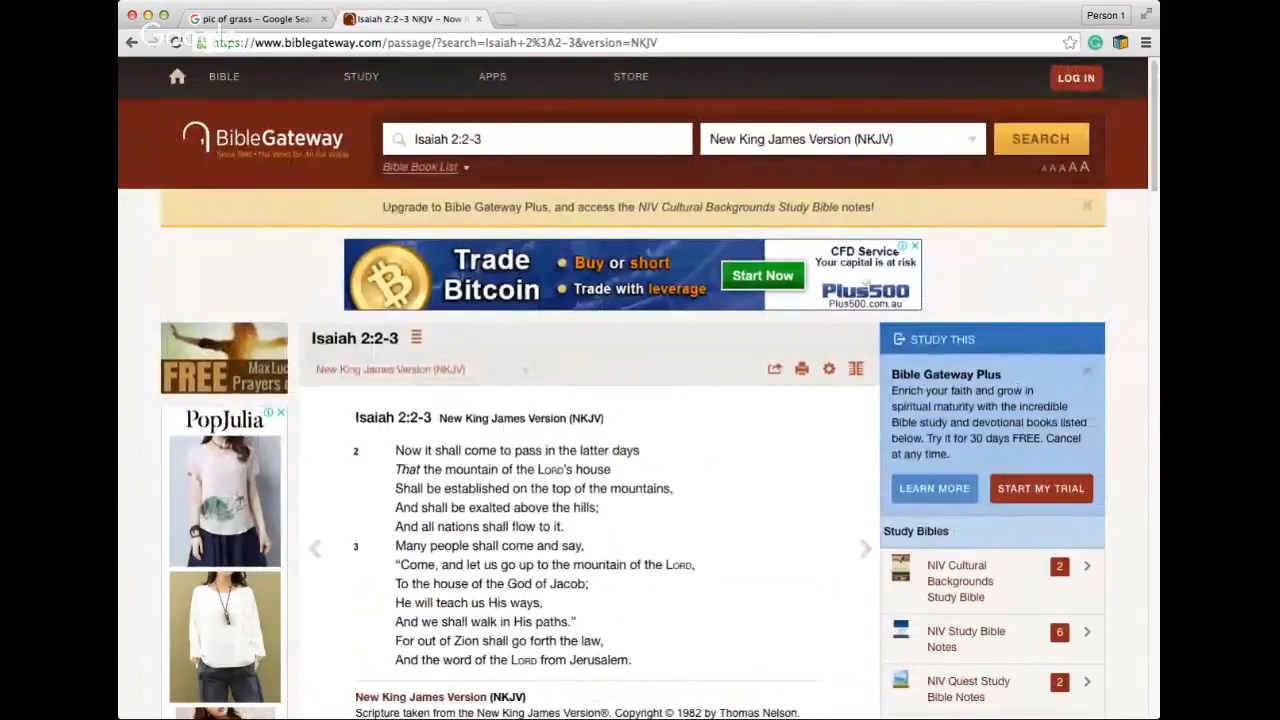 pic of grass - Google Sear
Isaiah 2:2-3 NKJV - Now it
Person 1
https://www.biblegateway.com/passage/?search=Isaiah+2%3A2-3&version=NKJV
BIBLE
STUDY
APPS
STORE
LOG IN
BibleGateway
Isaiah 2:2-3
New King James Version (NKJV)
SEARCH
Bible Book List
A A A A A
Upgrade to Bible Gateway Plus, and access the NIV Cultural Backgrounds Study Bible notes!
Trade
Bitcoin
Buy or short
Trade with leverage
Start Now
CFD Service
Your capital is at risk
Plus500
Plus500.com.au
FREE
Max Luc
Prayers
PopJulia
Isaiah 2:2-3
New King James Version (NKJV)
Isaiah 2:2-3 New King James Version (NKJV)
2 Now it shall come to pass in the latter days
That the mountain of the LORD's house
Shall be established on the top of the mountains,
And shall be exalted above the hills;
And all nations shall flow to it.
3 Many people shall come and say,
“Come, and let us go up to the mountain of the LORD,
To the house of the God of Jacob;
He will teach us His ways,
And we shall walk in His paths.”
For out of Zion shall go forth the law,
And the word of the LORD from Jerusalem.
New King James Version (NKJV)
Scripture taken from the New King James Version®. Copyright © 1982 by Thomas Nelson.
STUDY THIS
Bible Gateway Plus
Enrich your faith and grow in
spiritual maturity with the incredible
Bible study and devotional books listed
below. Try it for 30 days FREE. Cancel
at any time.
LEARN MORE
START MY TRIAL
Study Bibles
NIV Cultural
Backgrounds
Study Bible
2
NIV Study Bible
Notes
6
NIV Quest Study
Bible Notes
2